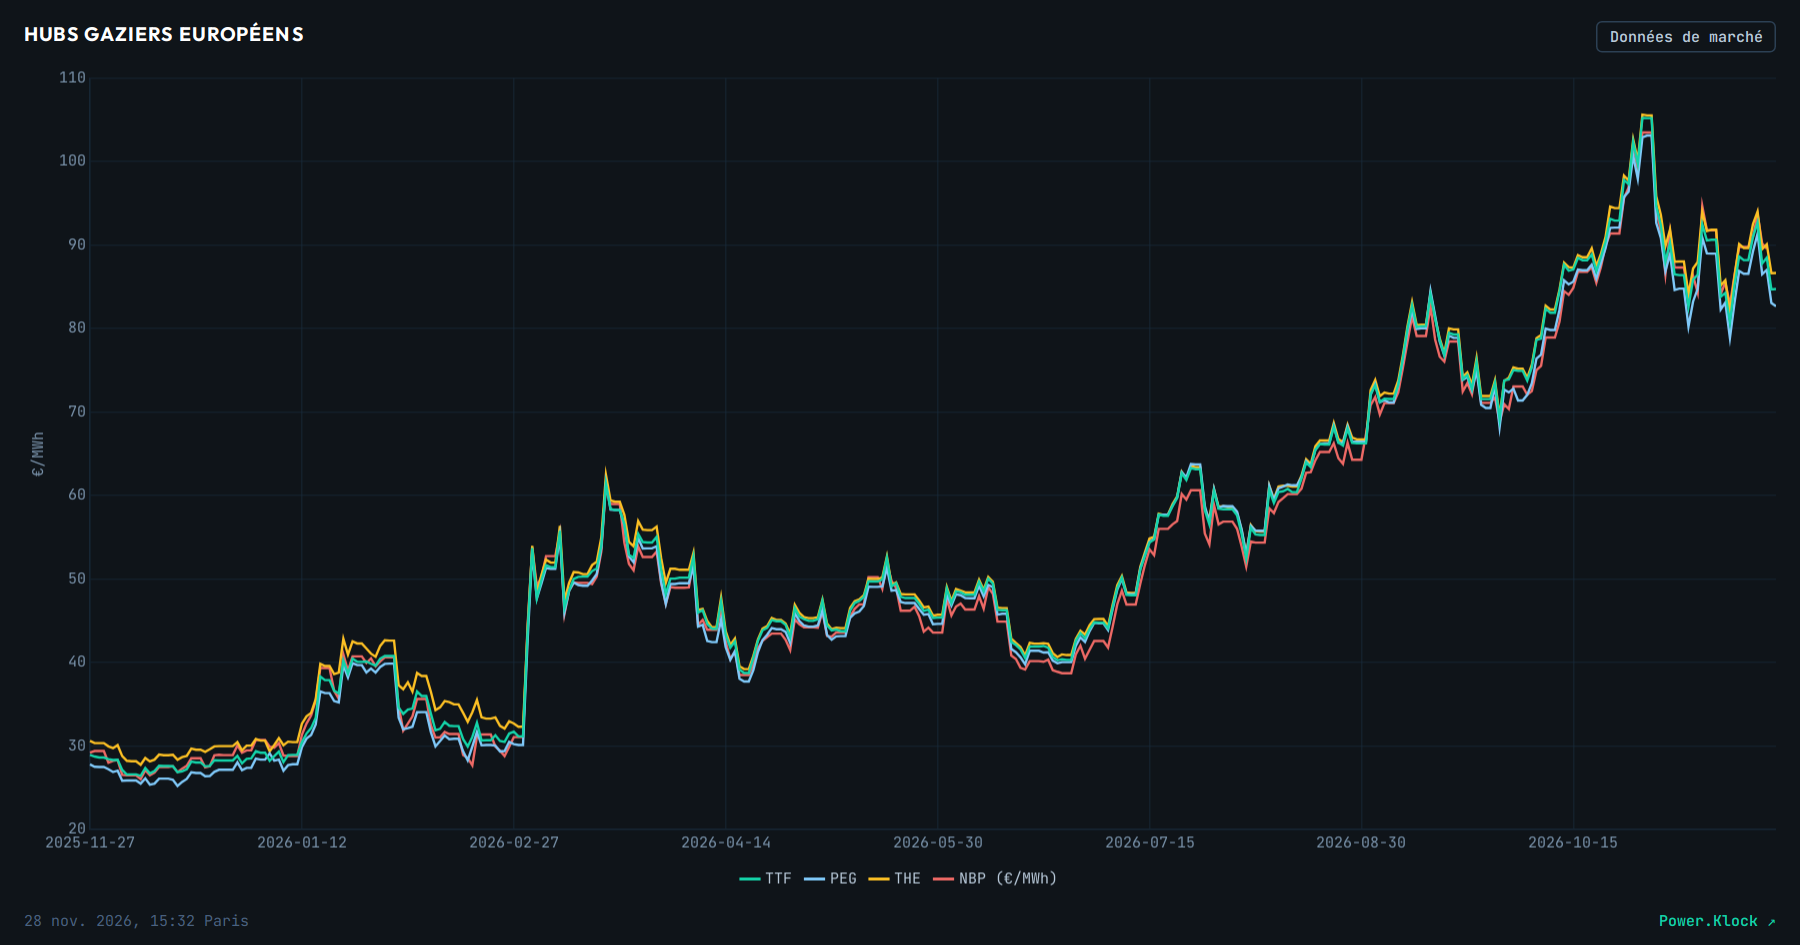 HUBS GAZIERS EUROPÉENS
Données de marché
110
100
90
80
70
60
50
40
30
20
€/MWh
2025-11-27 2026-01-12 2026-02-27 2026-04-14 2026-05-30 2026-07-15 2026-08-30 2026-10-15
TTF PEG THE NBP (€/MWh)
28 nov. 2026, 15:32 Paris
Power.Klock ↗